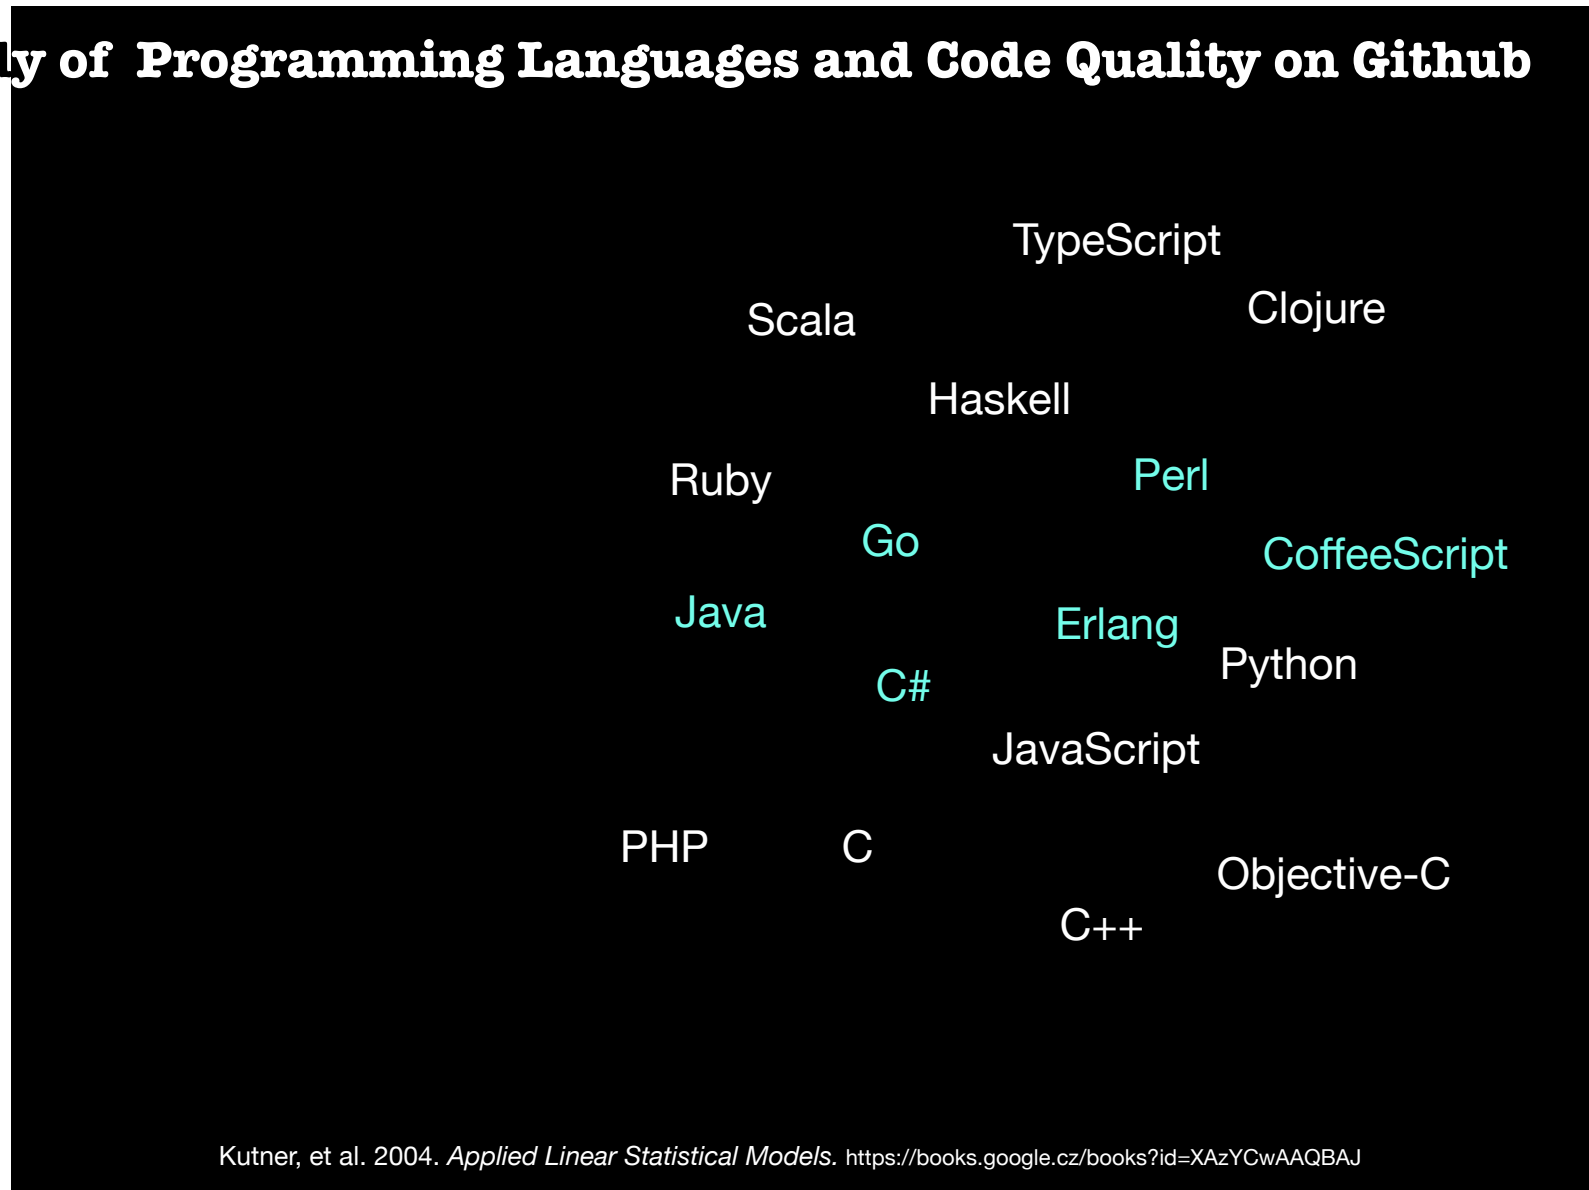 ly of Programming Languages and Code Quality on Github
TypeScript
Clojure
Scala
Haskell
Perl
Ruby
Go
CoffeeScript
Java
Erlang
Python
C#
JavaScript
PHP
C
Objective-C
C++
Kutner, et al. 2004. Applied Linear Statistical Models. https://books.google.cz/books?id=XAzYCwAAQBAJ